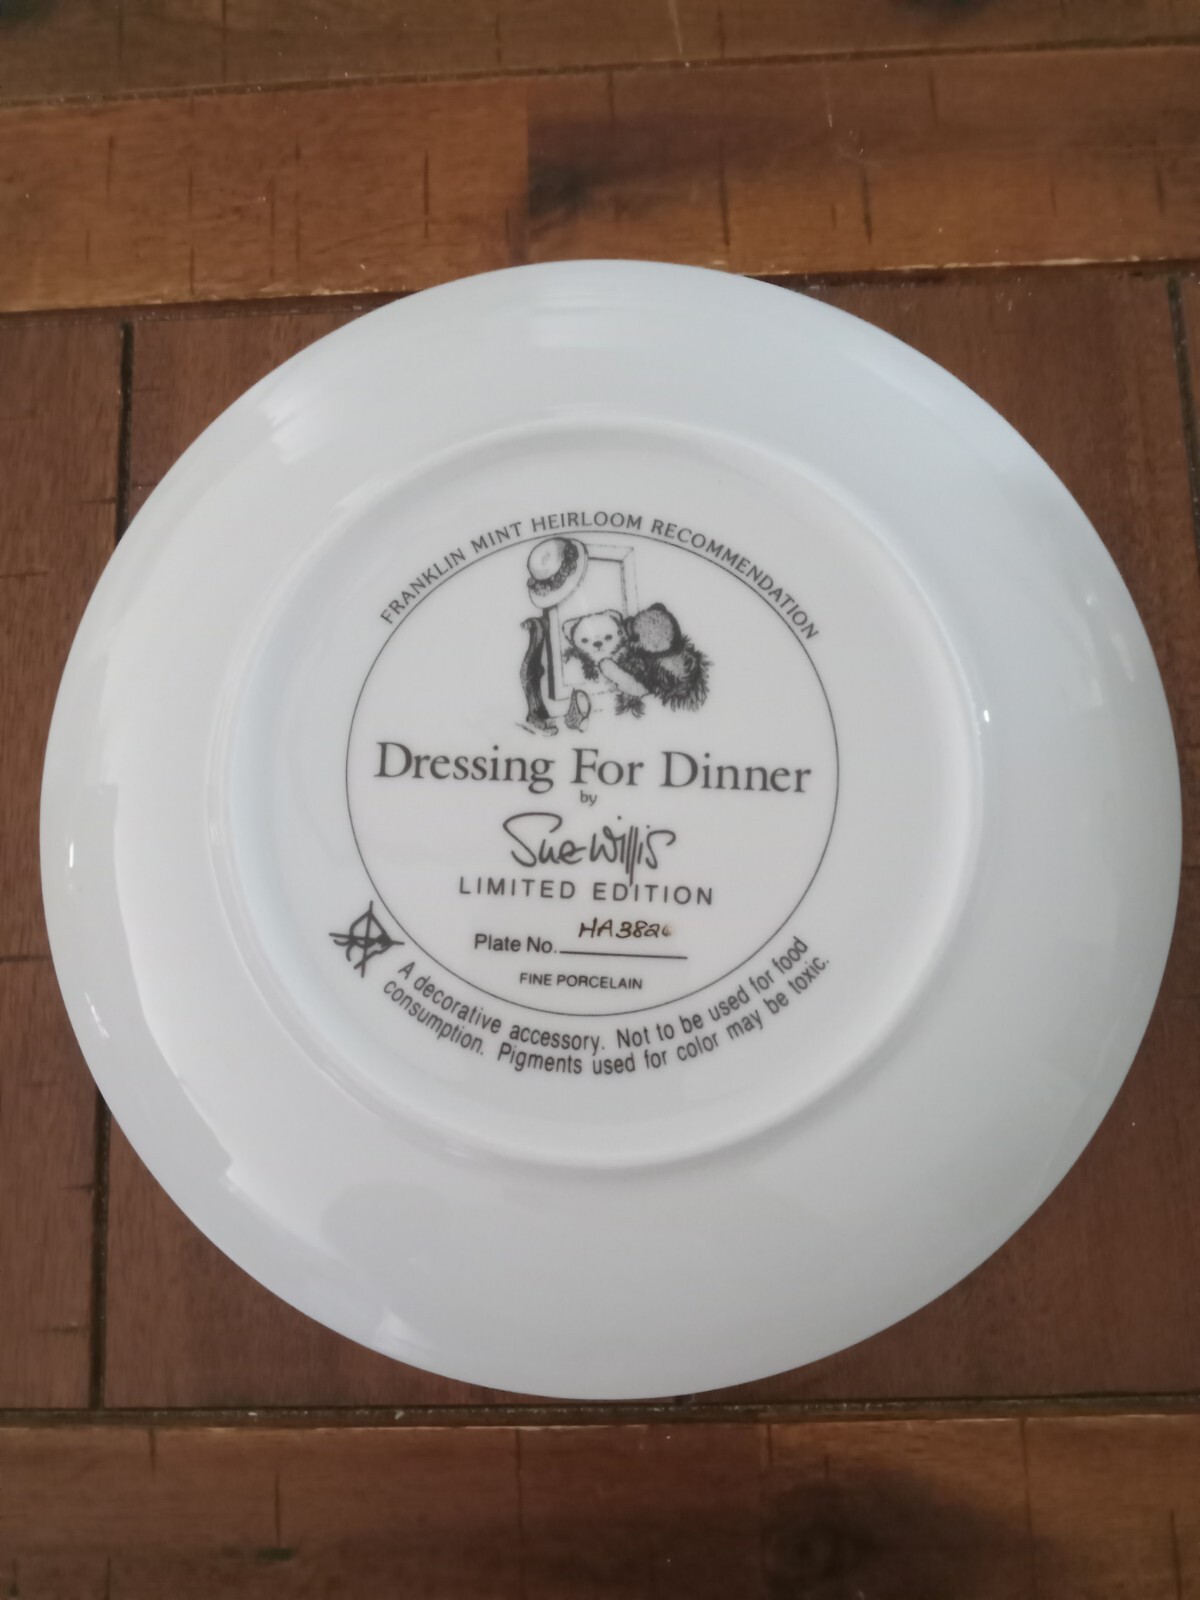 FRANKLIN MINT HEIRLOOM RECOMMENDATION
Dressing For Dinner
by
Sue Willis
LIMITED EDITION
Plate No. HA3826
FINE PORCELAIN
A decorative accessory. Not to be used for food
consumption. Pigments used for color may be toxic.